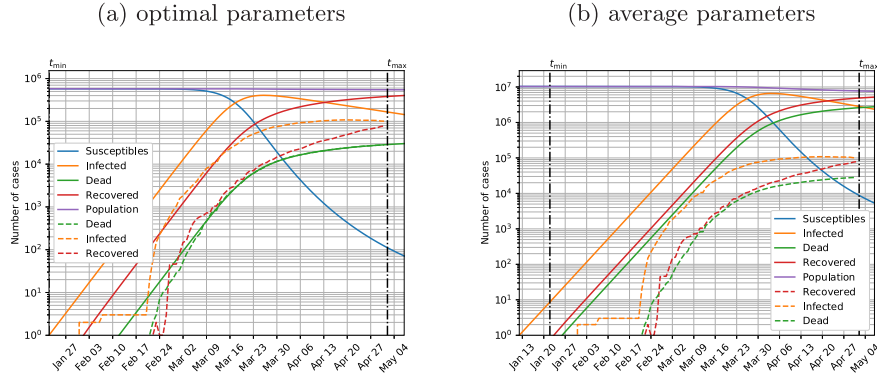 (a) optimal parameters
(b) average parameters
t_min
t_max
10^6
10^5
10^4
10^3
10^2
10^1
10^0
Number of cases
Susceptibles
Infected
Dead
Recovered
Population
Dead
Infected
Recovered
Jan 27
Feb 03
Feb 10
Feb 17
Feb 24
Mar 02
Mar 09
Mar 16
Mar 23
Mar 30
Apr 06
Apr 13
Apr 20
Apr 27
May 04
t_min
t_max
10^7
10^6
10^5
10^4
10^3
10^2
10^1
10^0
Number of cases
Susceptibles
Infected
Dead
Recovered
Population
Recovered
Infected
Dead
Jan 13
Jan 20
Jan 27
Feb 03
Feb 10
Feb 17
Feb 24
Mar 02
Mar 09
Mar 16
Mar 23
Mar 30
Apr 06
Apr 13
Apr 20
Apr 27
May 04